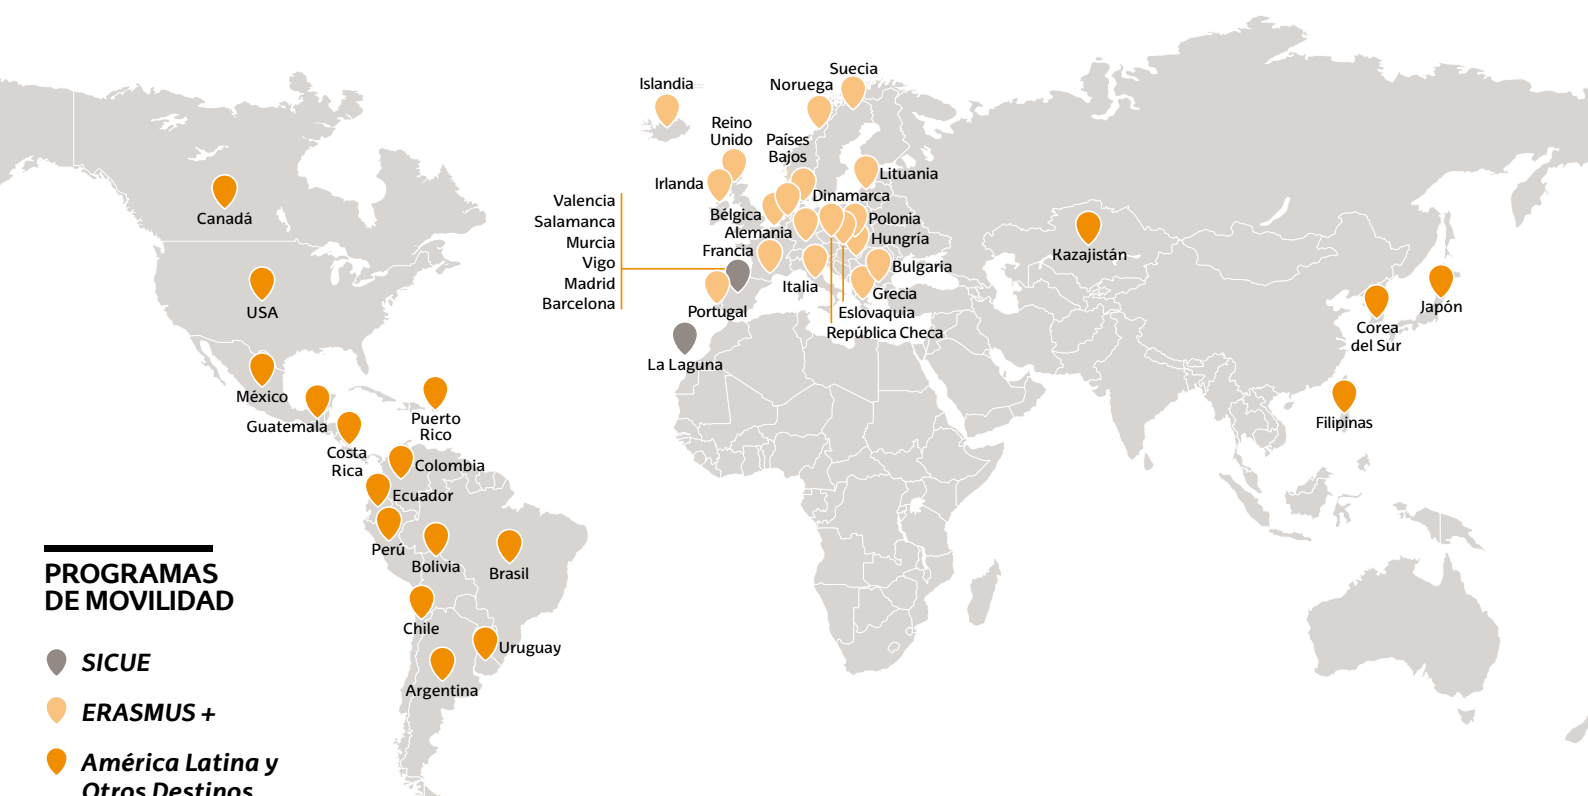 Suecia
Islandia
Noruega
Reino
Unido
Países
Bajos
Lituania
Irlanda
Dinamarca
Valencia
Salamanca
Murcia
Vigo
Madrid
Barcelona
Bélgica
Polonia
Alemania
Hungría
Francia
Bulgaria
Italia
Grecia
Portugal
Eslovaquia
República Checa
La Laguna
Canadá
USA
México
Guatemala
Puerto
Rico
Costa
Rica
Colombia
Ecuador
Perú
Bolivia
Brasil
Chile
Uruguay
Argentina
Kazajistán
Japón
Corea
del Sur
Filipinas
PROGRAMAS
DE MOVILIDAD
SICUE
ERASMUS +
América Latina y
Otros Destinos